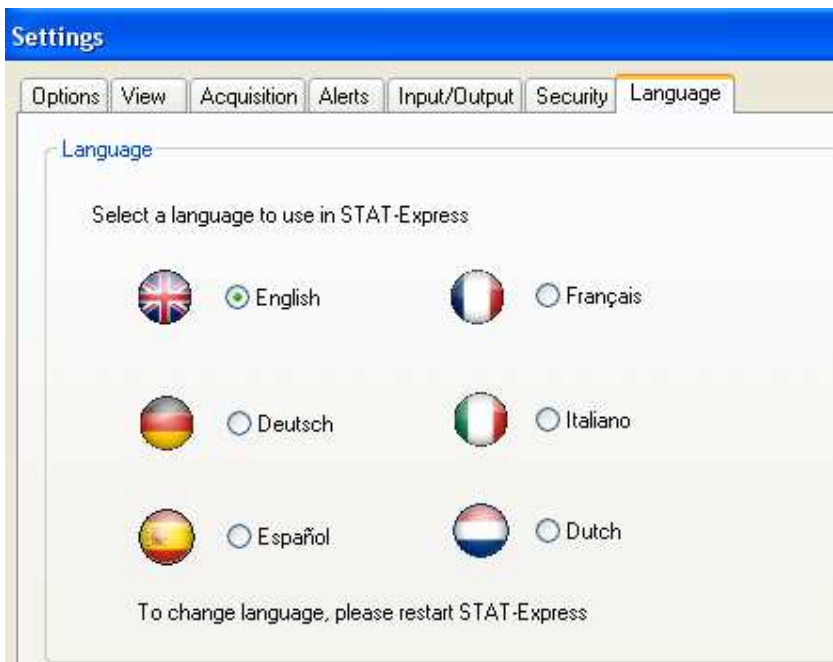 Settings
Options View Acquisition Alerts Input/Output Security Language
Language
Select a language to use in STAT-Express
English Français
Deutsch Italiano
Español Dutch
To change language, please restart STAT-Express